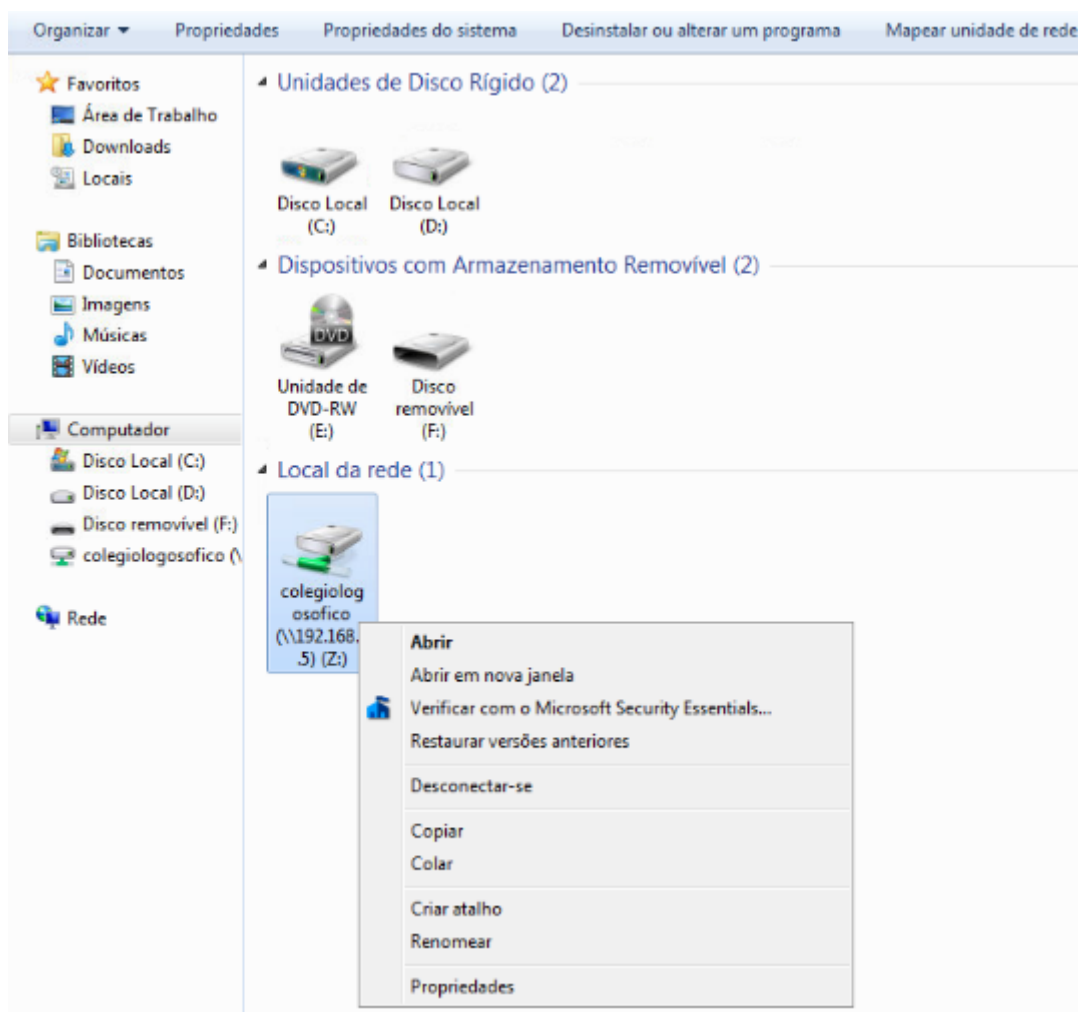 Organizar Propriedades Propriedades do sistema Desinstalar ou alterar um programa Mapear unidade de rede
Favoritos
Área de Trabalho
Downloads
Locais
Bibliotecas
Documentos
Imagens
Músicas
Vídeos
Computador
Disco Local (C:)
Disco Local (D:)
Disco removível (F:)
colegiologosofico (\
Rede
Unidades de Disco Rígido (2)
Disco Local
(C:)
Disco Local
(D:)
Dispositivos com Armazenamento Removível (2)
DVD
Unidade de
DVD-RW
(E:)
Disco
removível
(F:)
Local da rede (1)
colegiolog
osofico
(\\192.168.
.5) (Z:)
Abrir
Abrir em nova janela
Verificar com o Microsoft Security Essentials...
Restaurar versões anteriores
Desconectar-se
Copiar
Colar
Criar atalho
Renomear
Propriedades